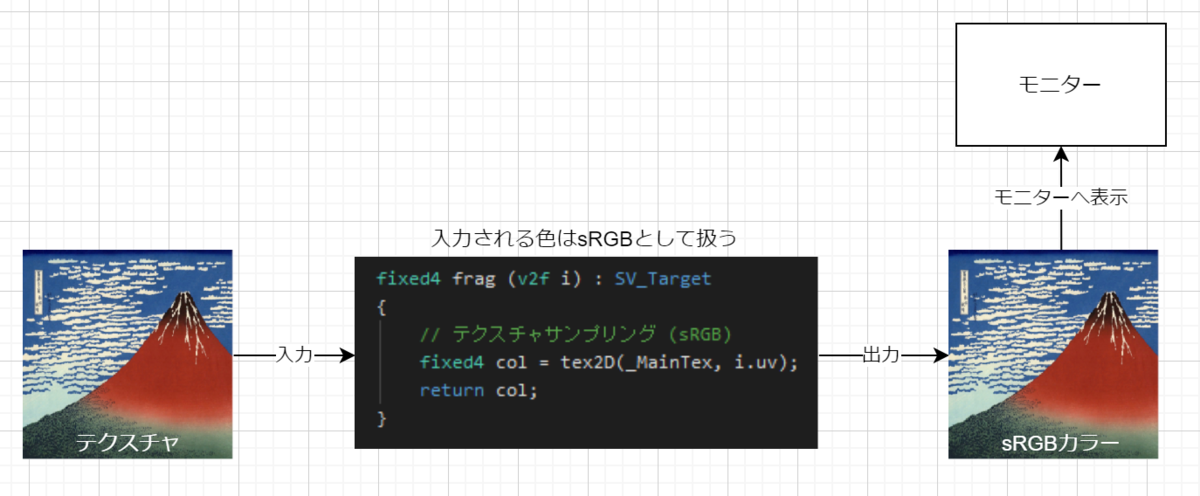 モニター
モニターへ表示
入力される色はsRGBとして扱う
fixed4 frag (v2f i) : SV_Target
{
// テクスチャサンプリング (sRGB)
fixed4 col = tex2D(_MainTex, i.uv);
return col;
}
入力
出力
テクスチャ
sRGBカラー